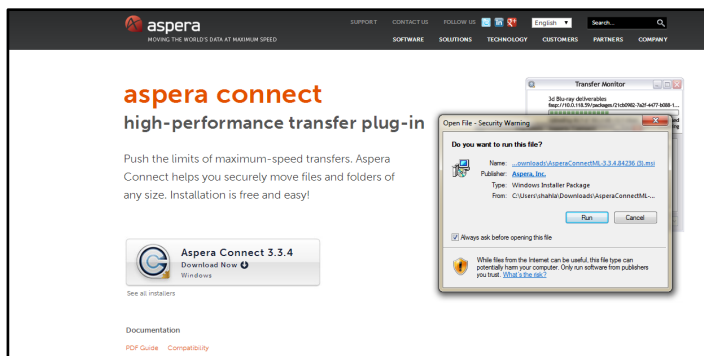 aspera
MOVING THE WORLD'S DATA AT MAXIMUM SPEED
SUPPORT CONTACT US FOLLOW US English Search...
SOFTWARE SOLUTIONS TECHNOLOGY CUSTOMERS PARTNERS COMPANY
aspera connect
high-performance transfer plug-in
Push the limits of maximum-speed transfers. Aspera
Connect helps you securely move files and folders of
any size. Installation is free and easy!
Aspera Connect 3.3.4
Download Now
Windows
See all installers
Documentation
PDF Guide Compatibility
Transfer Monitor
3d Blu-ray deliverables
Open File - Security Warning
Do you want to run this file?
Name: ...ownloads\AsperaConnectML-3.3.4.84236 (3).msi
Publisher: Aspera, Inc.
Type: Windows Installer Package
From: C:\Users\shahla\Downloads\AsperaConnectML-...
Run Cancel
Always ask before opening this file
While files from the Internet can be useful, this file type can
potentially harm your computer. Only run software from publishers
you trust. What's the risk?